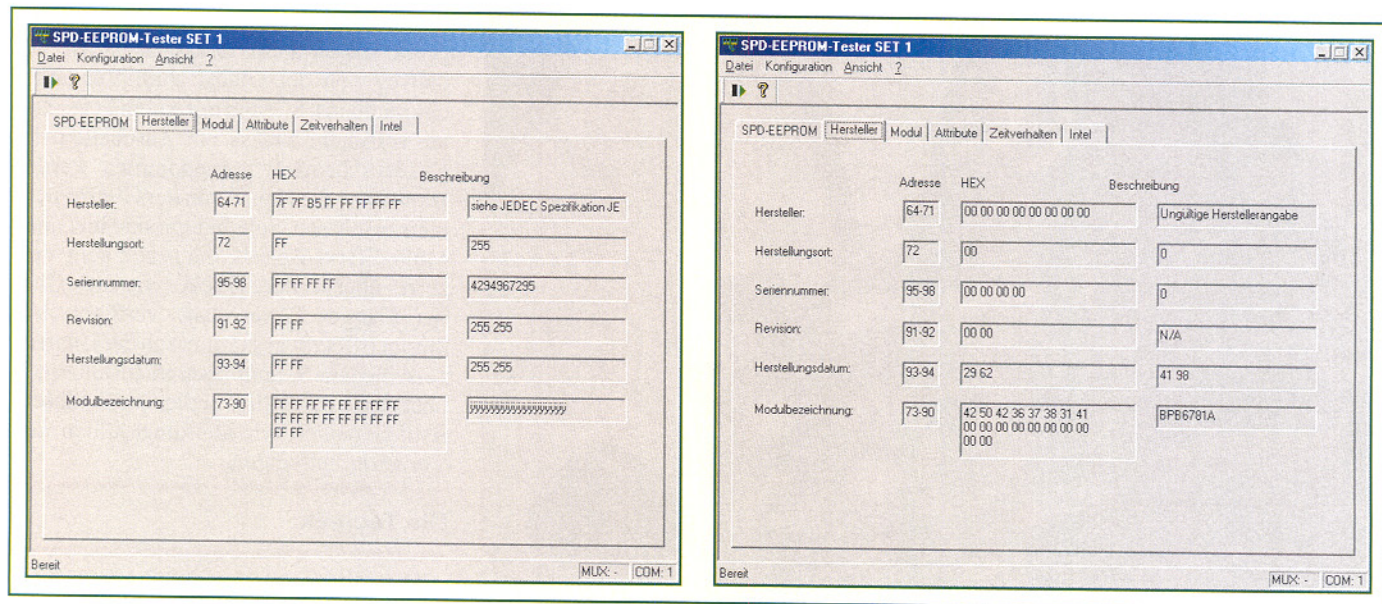 SPD-EEPROM-Tester SET 1
Datei Konfiguration Ansicht ?
SPD-EEPROM Hersteller Modul Attribute Zeitverhalten Intel
Adresse HEX Beschreibung
Hersteller: 64-71 7F 7F B5 FF FF FF FF FF siehe JEDEC Spezifikation JE
Herstellungsort: 72 FF 255
Seriennummer: 95-98 FF FF FF FF 4294967295
Revision: 91-92 FF FF 255 255
Herstellungsdatum: 93-94 FF FF 255 255
Modulbezeichnung: 73-90 FF FF FF FF FF FF FF FF ÿÿÿÿÿÿÿÿÿÿÿÿÿÿÿÿÿÿ
FF FF FF FF FF FF FF FF
FF FF
Bereit MUX: - COM: 1
SPD-EEPROM-Tester SET 1
Datei Konfiguration Ansicht ?
SPD-EEPROM Hersteller Modul Attribute Zeitverhalten Intel
Adresse HEX Beschreibung
Hersteller: 64-71 00 00 00 00 00 00 00 00 Ungültige Herstellerangabe
Herstellungsort: 72 00 0
Seriennummer: 95-98 00 00 00 00 0
Revision: 91-92 00 00 N/A
Herstellungsdatum: 93-94 29 62 41 98
Modulbezeichnung: 73-90 42 50 42 36 37 38 31 41 BPB6781A
00 00 00 00 00 00 00 00
00 00
Bereit MUX: - COM: 1